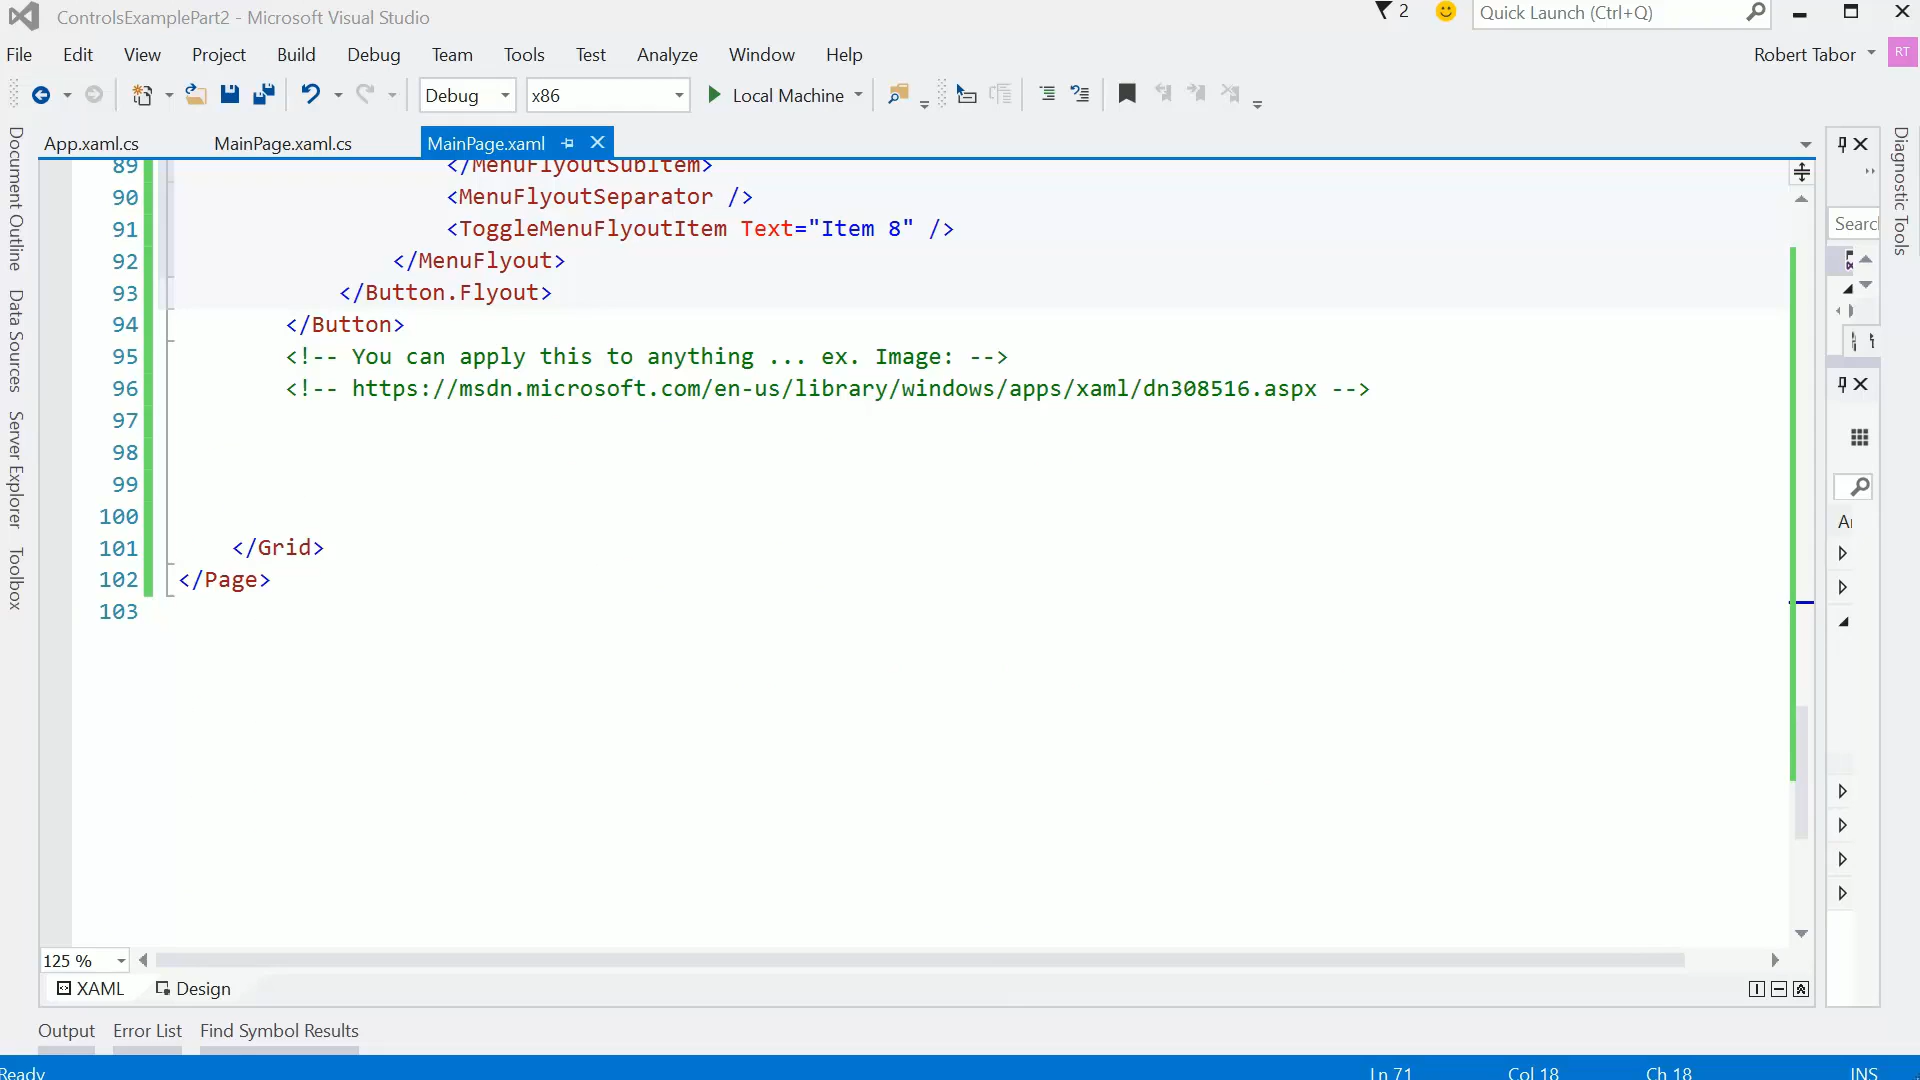 ControlsExamplePart2 - Microsoft Visual Studio
2
Quick Launch (Ctrl+Q)
File Edit View Project Build Debug Team Tools Test Analyze Window Help
Robert Tabor
RT
Debug x86 Local Machine
App.xaml.cs MainPage.xaml.cs MainPage.xaml
Document Outline
Data Sources
Server Explorer
Toolbox
Diagnostic Tools
Searc
89 </MenuFlyoutSubItem>
90 <MenuFlyoutSeparator />
91 <ToggleMenuFlyoutItem Text="Item 8" />
92 </MenuFlyout>
93 </Button.Flyout>
94 </Button>
95 <!-- You can apply this to anything ... ex. Image: -->
96 <!-- https://msdn.microsoft.com/en-us/library/windows/apps/xaml/dn308516.aspx -->
97
98
99
100
101 </Grid>
102 </Page>
103
125 %
XAML Design
Output Error List Find Symbol Results
Ready Ln 71 Col 18 Ch 18 INS